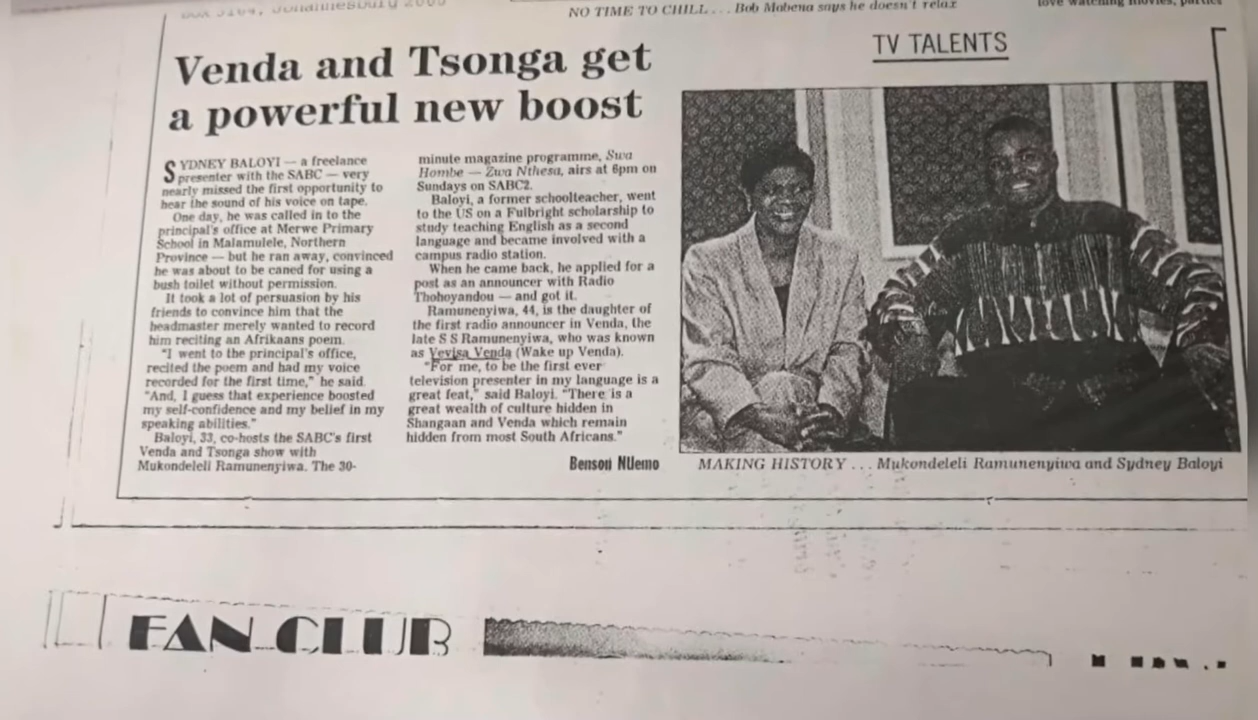 Box 5184, Johannesburg 2003
NO TIME TO CHILL ... Bob Mabena says he doesn't relax
love watching movies, parties
Venda and Tsonga get
a powerful new boost
SYDNEY BALOYI — a freelance
presenter with the SABC — very
nearly missed the first opportunity to
hear the sound of his voice on tape.
One day, he was called in to the
principal's office at Merwe Primary
School in Malamulele, Northern
Province — but he ran away, convinced
he was about to be caned for using a
bush toilet without permission.
It took a lot of persuasion by his
friends to convince him that the
headmaster merely wanted to record
him reciting an Afrikaans poem.
"I went to the principal's office,
recited the poem and had my voice
recorded for the first time," he said.
"And, I guess that experience boosted
my self-confidence and my belief in my
speaking abilities."
Baloyi, 33, co-hosts the SABC's first
Venda and Tsonga show with
Mukondeleli Ramunenyiwa. The 30-
minute magazine programme, Swa
Hombe — Zwa Nthesa, airs at 6pm on
Sundays on SABC2.
Baloyi, a former schoolteacher, went
to the US on a Fulbright scholarship to
study teaching English as a second
language and became involved with a
campus radio station.
When he came back, he applied for a
post as an announcer with Radio
Thohoyandou — and got it.
Ramunenyiwa, 44, is the daughter of
the first radio announcer in Venda, the
late S S Ramunenyiwa, who was known
as Vevisa Venda (Wake up Venda).
"For me, to be the first ever
television presenter in my language is a
great feat," said Baloyi. "There is a
great wealth of culture hidden in
Shangaan and Venda which remain
hidden from most South Africans."
Benson NUemo
TV TALENTS
MAKING HISTORY ... Mukondeleli Ramunenyiwa and Sydney Baloyi
FAN CLUB